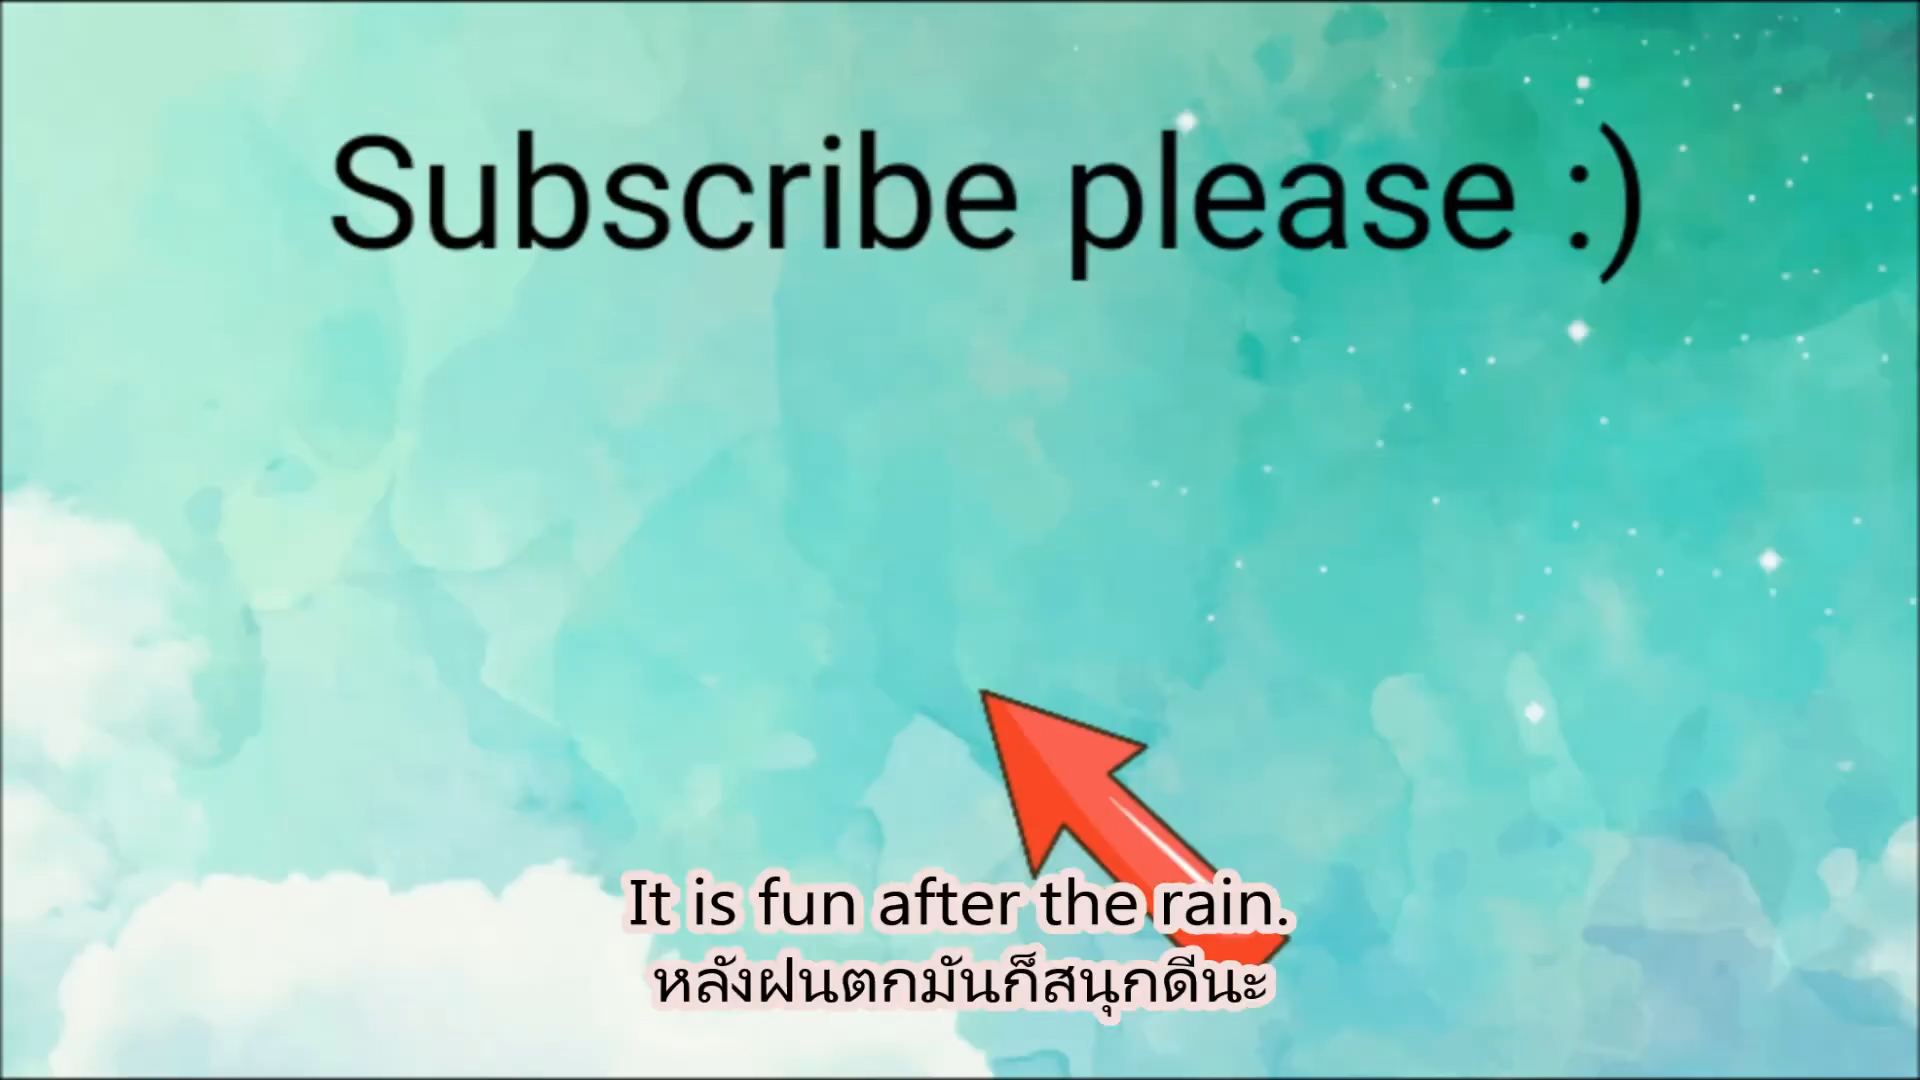 Subscribe please :)
It is fun after the rain.
หลังฝนตกมันก็สนุกดีนะ